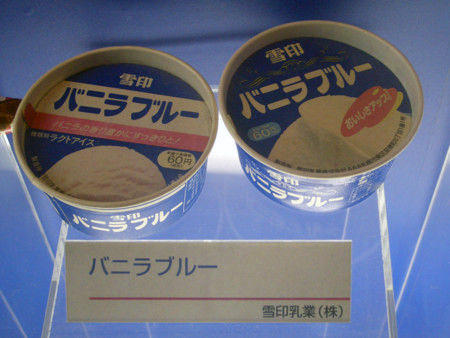 雪印
バニラブルー
バニラの香り豊かにすっきりひと!
種類別ラクトアイス
60円
雪印
バニラブルー
雪印
バニラブルー
おいしさアップ!
60
雪印
バニラブルー
バニラブルー
雪印乳業(株)